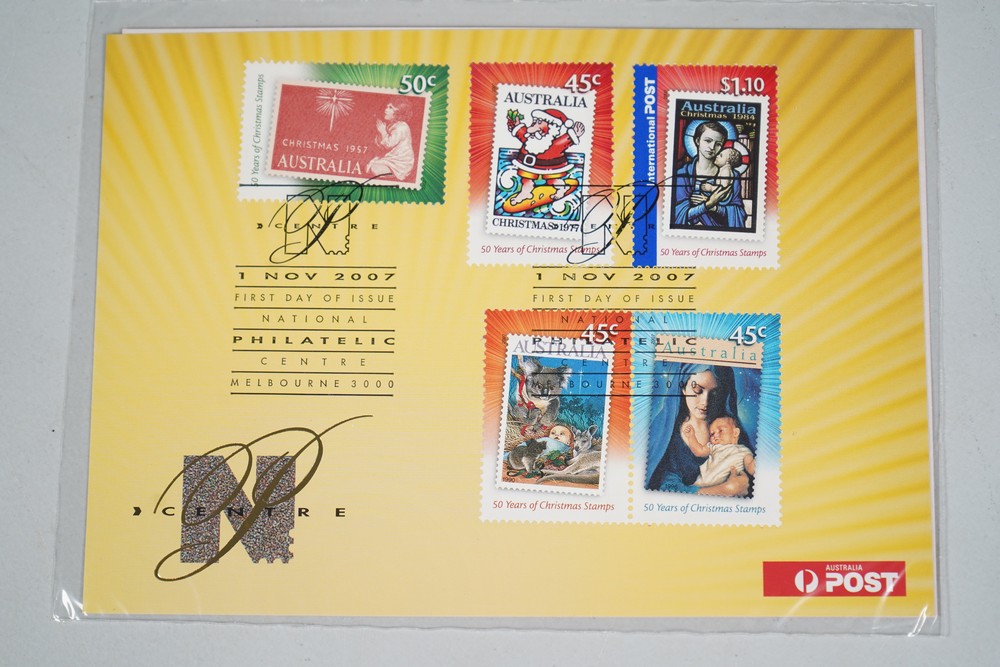 50c
50 Years of Christmas Stamps
CHRISTMAS 1957
AUSTRALIA
45c
AUSTRALIA
CHRISTMAS 1977
50 Years of Christmas Stamps
$1.10
International POST
Australia
Christmas 1984
50 Years of Christmas Stamps
CENTRE
1 NOV 2007
FIRST DAY OF ISSUE
NATIONAL
PHILATELIC
CENTRE
MELBOURNE 3000
CENTRE
1 NOV 2007
FIRST DAY OF ISSUE
NATIONAL
PHILATELIC
CENTRE
MELBOURNE 3000
45c
AUSTRALIA
1990
50 Years of Christmas Stamps
45c
Australia
50 Years of Christmas Stamps
N
P
CENTRE
AUSTRALIA
POST